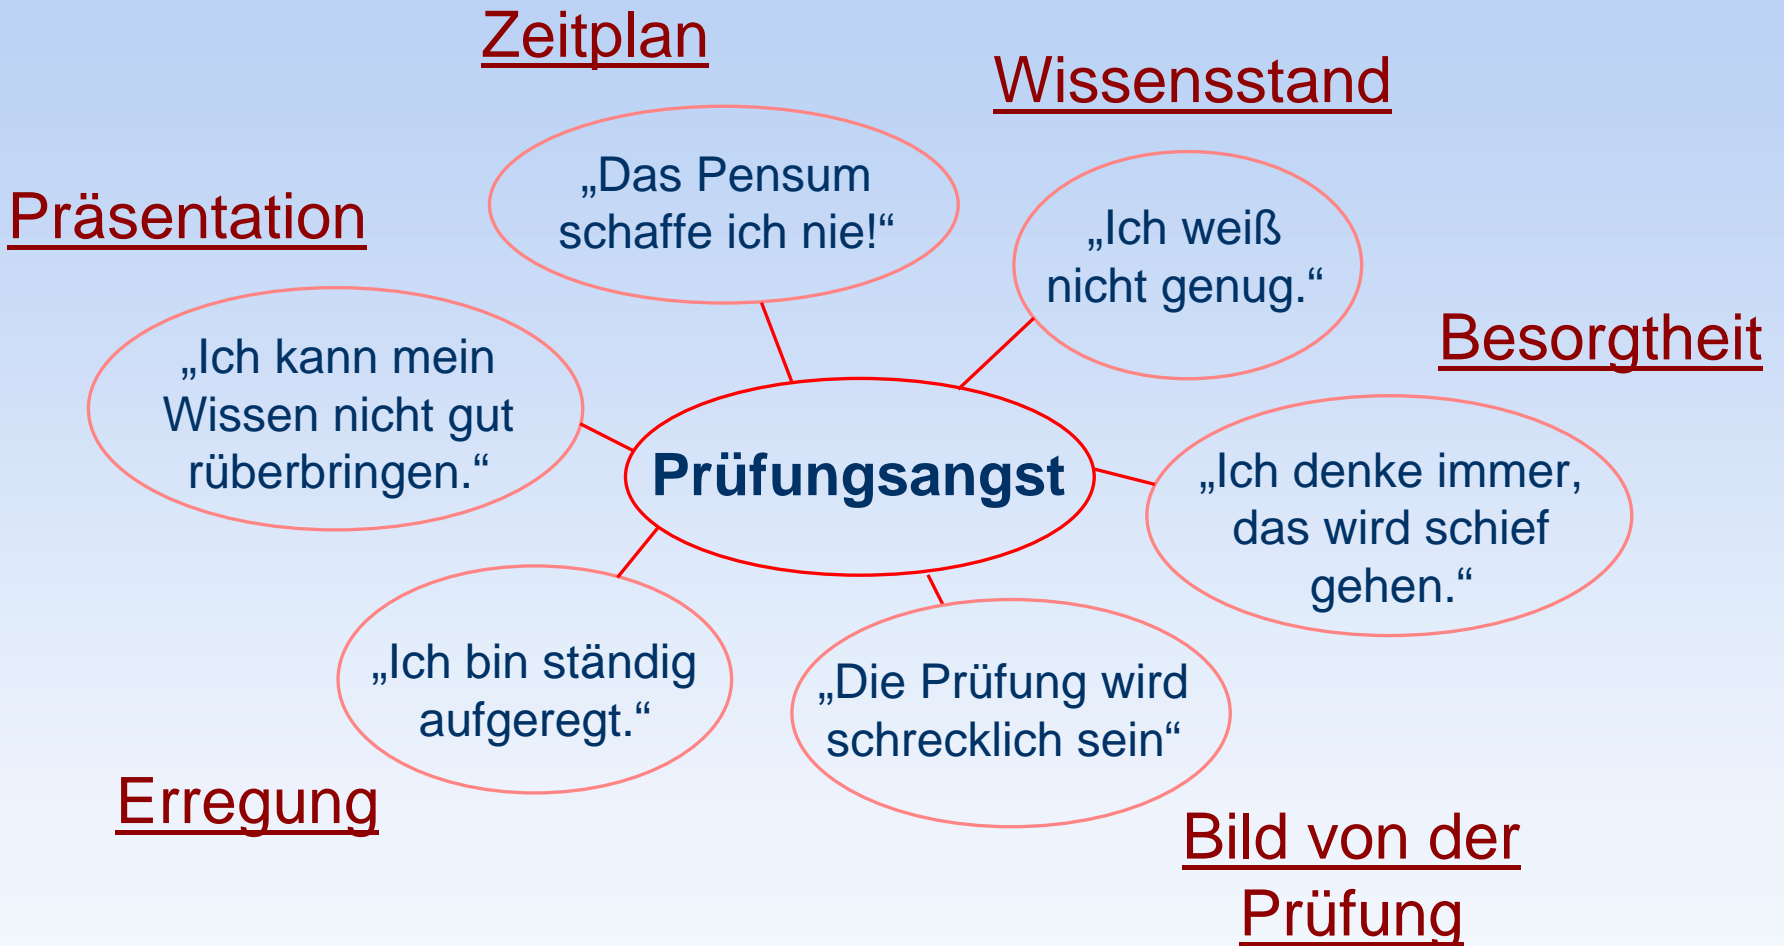 Zeitplan
Wissensstand
„Das Pensum
schaffe ich nie!“
Präsentation
„Ich weiß
nicht genug.“
Besorgtheit
„Ich kann mein
Wissen nicht gut
rüberbringen.“
Prüfungsangst
„Ich denke immer,
das wird schief
gehen.“
„Ich bin ständig
aufgeregt.“
„Die Prüfung wird
schrecklich sein“
Erregung
Bild von der
Prüfung